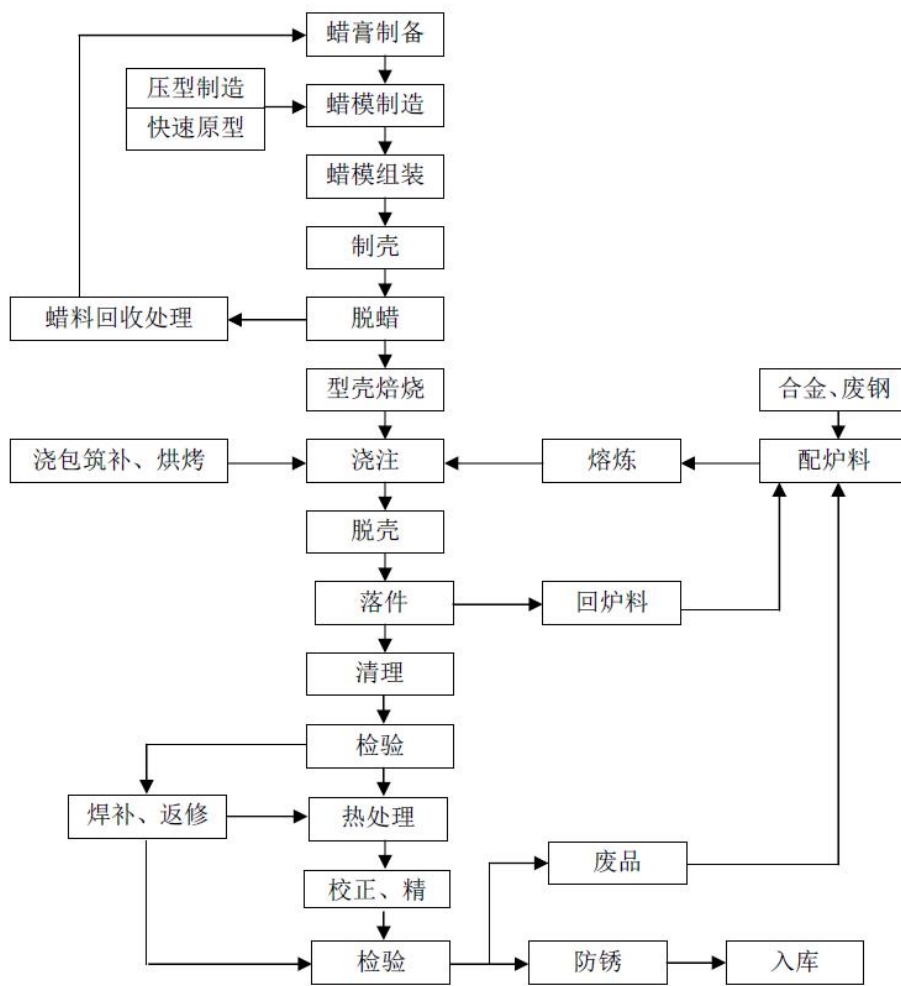 蜡膏制备
压型制造
快速原型
蜡模制造
蜡模组装
制壳
蜡料回收处理
脱蜡
型壳焙烧
合金、废钢
浇包筑补、烘烤
浇注
熔炼
配炉料
脱壳
落件
回炉料
清理
检验
焊补、返修
热处理
废品
校正、精
检验
防锈
入库